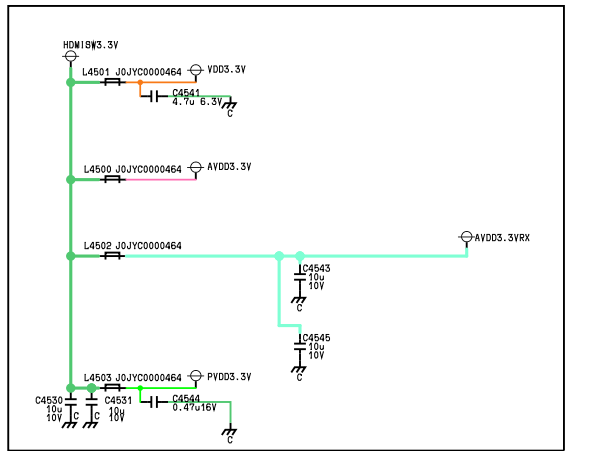 HDMISW3.3V
L4501 J0JYC0000464
VDD3.3V
C4541
4.7u 6.3V
C
L4500 J0JYC0000464
AVDD3.3V
L4502 J0JYC0000464
AVDD3.3VRX
C4543
10u
10V
C
C4545
10u
10V
C
L4503 J0JYC0000464
PVDD3.3V
C4530
10u
10V
C
C4531
10u
10V
C
C4544
0.47u16V
C